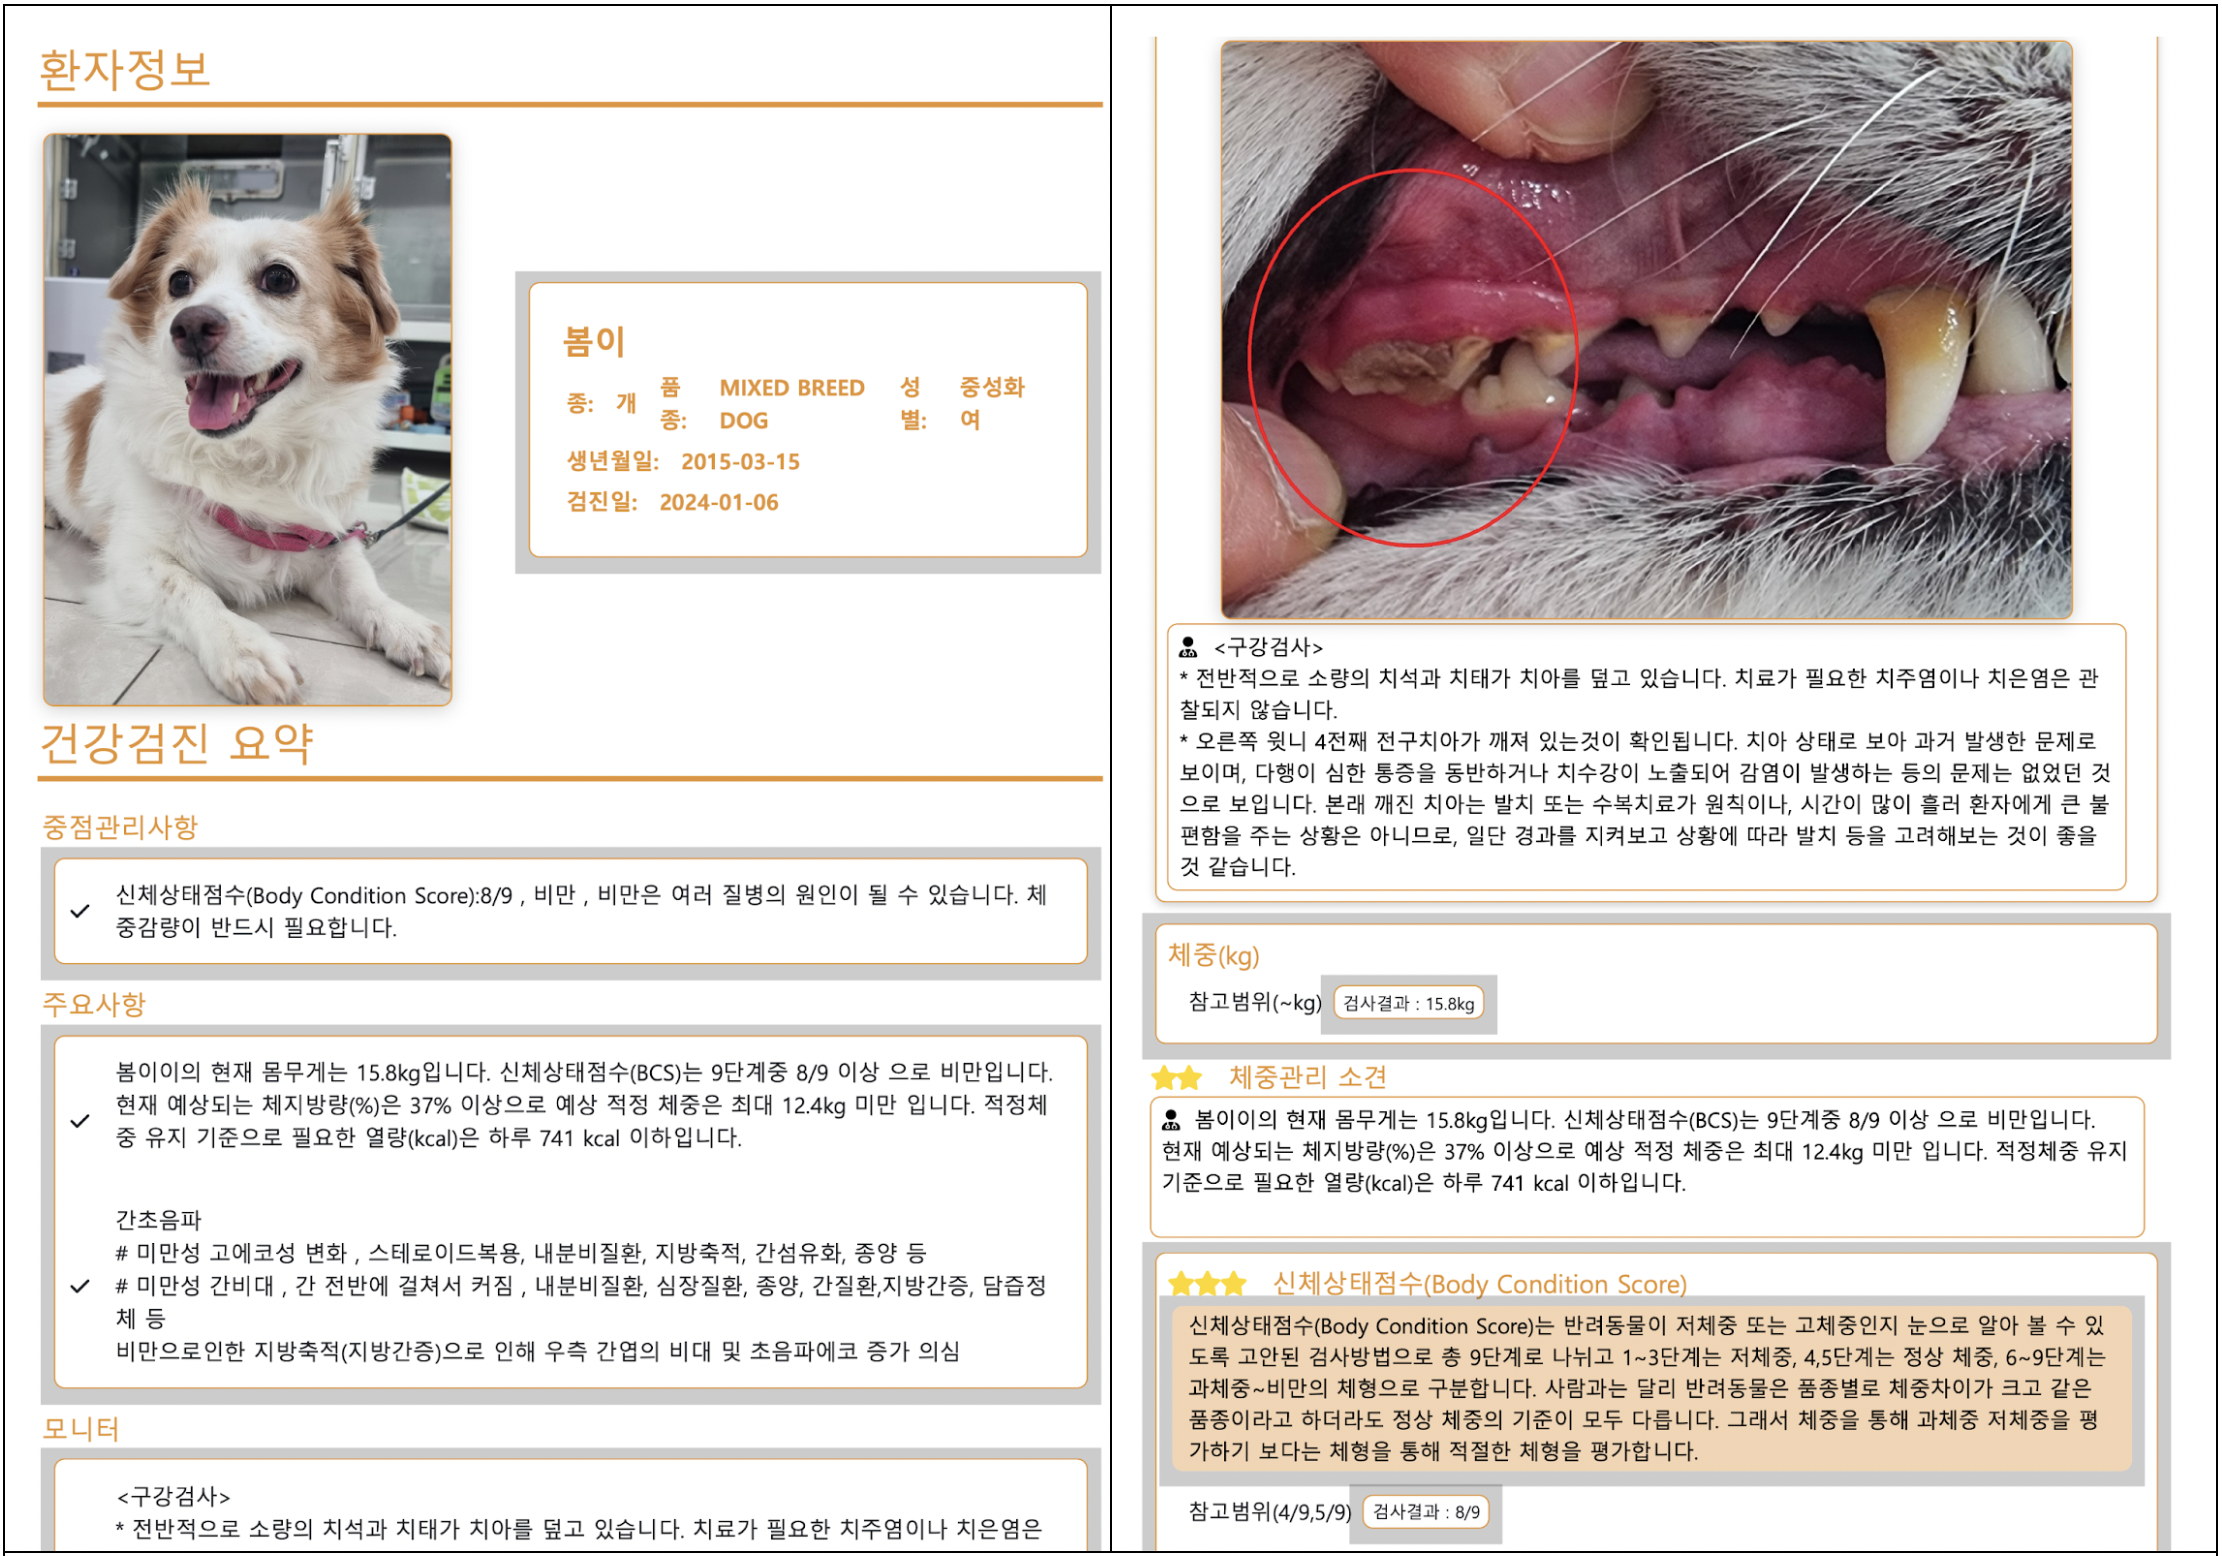 환자정보
봄이
종: 개 품종: MIXED BREED DOG 성별: 중성화 여
생년월일: 2015-03-15
검진일: 2024-01-06
건강검진 요약
중점관리사항
신체상태점수(Body Condition Score):8/9 , 비만 , 비만은 여러 질병의 원인이 될 수 있습니다. 체
중감량이 반드시 필요합니다.
주요사항
봄이이의 현재 몸무게는 15.8kg입니다. 신체상태점수(BCS)는 9단계중 8/9 이상 으로 비만입니다.
현재 예상되는 체지방량(%)은 37% 이상으로 예상 적정 체중은 최대 12.4kg 미만 입니다. 적정체
중 유지 기준으로 필요한 열량(kcal)은 하루 741 kcal 이하입니다.
간초음파
# 미만성 고에코성 변화 , 스테로이드복용, 내분비질환, 지방축적, 간섬유화, 종양 등
# 미만성 간비대 , 간 전반에 걸쳐서 커짐 , 내분비질환, 심장질환, 종양, 간질환,지방간증, 담즙정
체 등
비만으로인한 지방축적(지방간증)으로 인해 우측 간엽의 비대 및 초음파에코 증가 의심
모니터
<구강검사>
* 전반적으로 소량의 치석과 치태가 치아를 덮고 있습니다. 치료가 필요한 치주염이나 치은염은
<구강검사>
* 전반적으로 소량의 치석과 치태가 치아를 덮고 있습니다. 치료가 필요한 치주염이나 치은염은 관
찰되지 않습니다.
* 오른쪽 윗니 4전째 전구치아가 깨져 있는것이 확인됩니다. 치아 상태로 보아 과거 발생한 문제로
보이며, 다행이 심한 통증을 동반하거나 치수강이 노출되어 감염이 발생하는 등의 문제는 없었던 것
으로 보입니다. 본래 깨진 치아는 발치 또는 수복치료가 원칙이나, 시간이 많이 흘러 환자에게 큰 불
편함을 주는 상황은 아니므로, 일단 경과를 지켜보고 상황에 따라 발치 등을 고려해보는 것이 좋을
것 같습니다.
체중(kg)
참고범위(~kg) 검사결과 : 15.8kg
체중관리 소견
봄이이의 현재 몸무게는 15.8kg입니다. 신체상태점수(BCS)는 9단계중 8/9 이상 으로 비만입니다.
현재 예상되는 체지방량(%)은 37% 이상으로 예상 적정 체중은 최대 12.4kg 미만 입니다. 적정체중 유지
기준으로 필요한 열량(kcal)은 하루 741 kcal 이하입니다.
신체상태점수(Body Condition Score)
신체상태점수(Body Condition Score)는 반려동물이 저체중 또는 고체중인지 눈으로 알아 볼 수 있
도록 고안된 검사방법으로 총 9단계로 나뉘고 1~3단계는 저체중, 4,5단계는 정상 체중, 6~9단계는
과체중~비만의 체형으로 구분합니다. 사람과는 달리 반려동물은 품종별로 체중차이가 크고 같은
품종이라고 하더라도 정상 체중의 기준이 모두 다릅니다. 그래서 체중을 통해 과체중 저체중을 평
가하기 보다는 체형을 통해 적절한 체형을 평가합니다.
참고범위(4/9,5/9) 검사결과 : 8/9